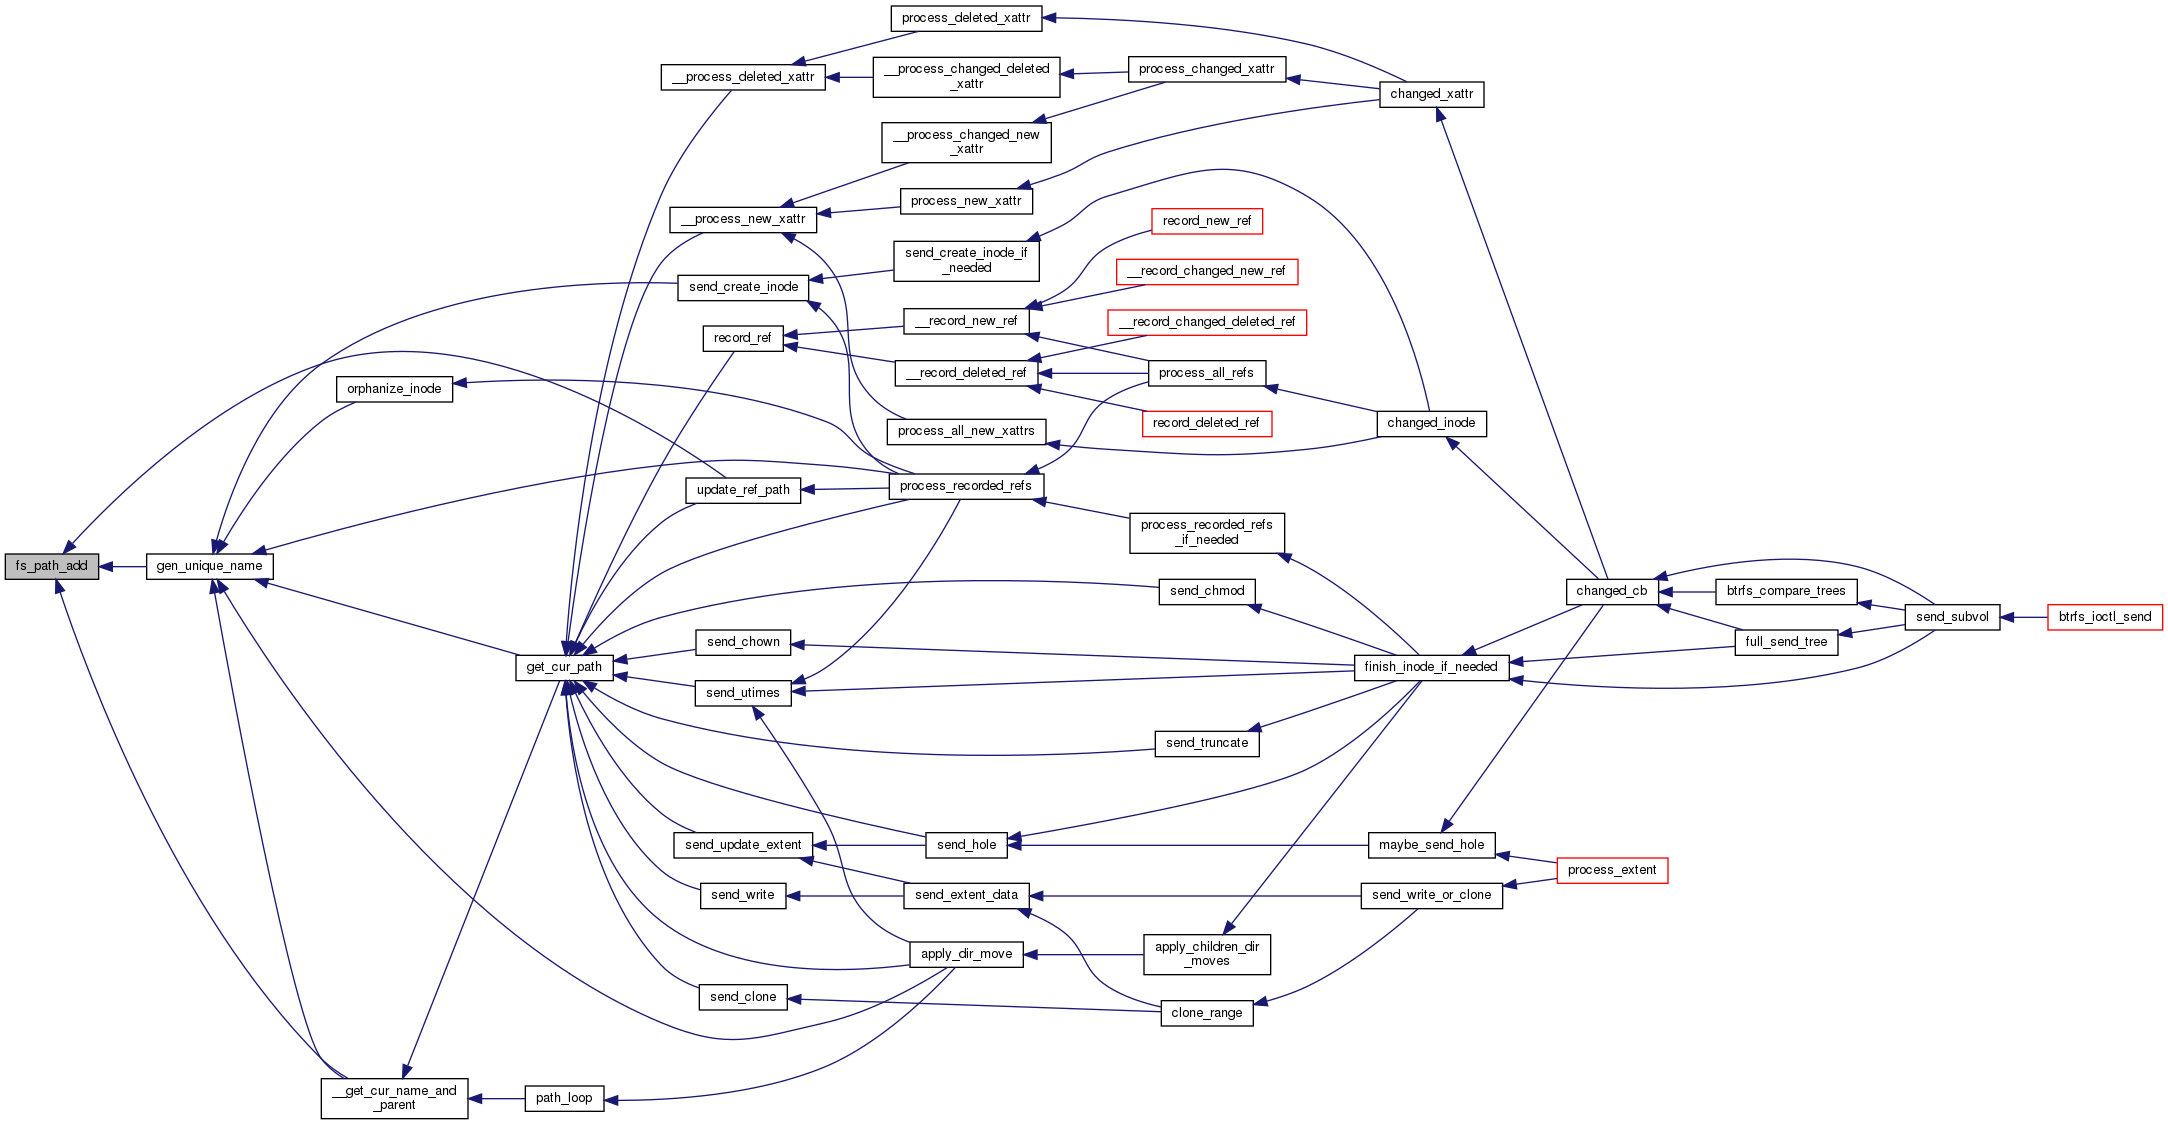 process_deleted_xattr
__process_deleted_xattr
__process_changed_deleted
_xattr
process_changed_xattr
changed_xattr
__process_changed_new
_xattr
process_new_xattr
__process_new_xattr
record_new_ref
send_create_inode_if
_needed
__record_changed_new_ref
send_create_inode
__record_new_ref
__record_changed_deleted_ref
record_ref
__record_deleted_ref
process_all_refs
orphanize_inode
record_deleted_ref
changed_inode
process_all_new_xattrs
update_ref_path
process_recorded_refs
process_recorded_refs
_if_needed
fs_path_add
gen_unique_name
send_chmod
changed_cb
btrfs_compare_trees
send_subvol
btrfs_ioctl_send
send_chown
full_send_tree
get_cur_path
finish_inode_if_needed
send_utimes
send_truncate
send_update_extent
send_hole
maybe_send_hole
process_extent
send_write
send_extent_data
send_write_or_clone
apply_dir_move
apply_children_dir
_moves
send_clone
clone_range
__get_cur_name_and
_parent
path_loop